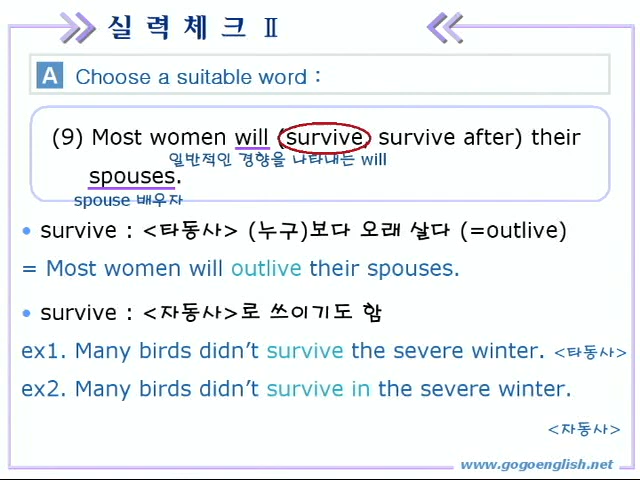 실 력 체 크 Ⅱ
A Choose a suitable word :
(9) Most women will (survive, survive after) their
일반적인 경향을 나타내는 will
spouses.
spouse 배우자
• survive : <타동사> (누구)보다 오래 살다 (=outlive)
= Most women will outlive their spouses.
• survive : <자동사>로 쓰이기도 함
ex1. Many birds didn’t survive the severe winter. <타동사>
ex2. Many birds didn’t survive in the severe winter.
<자동사>
www.gogoenglish.net